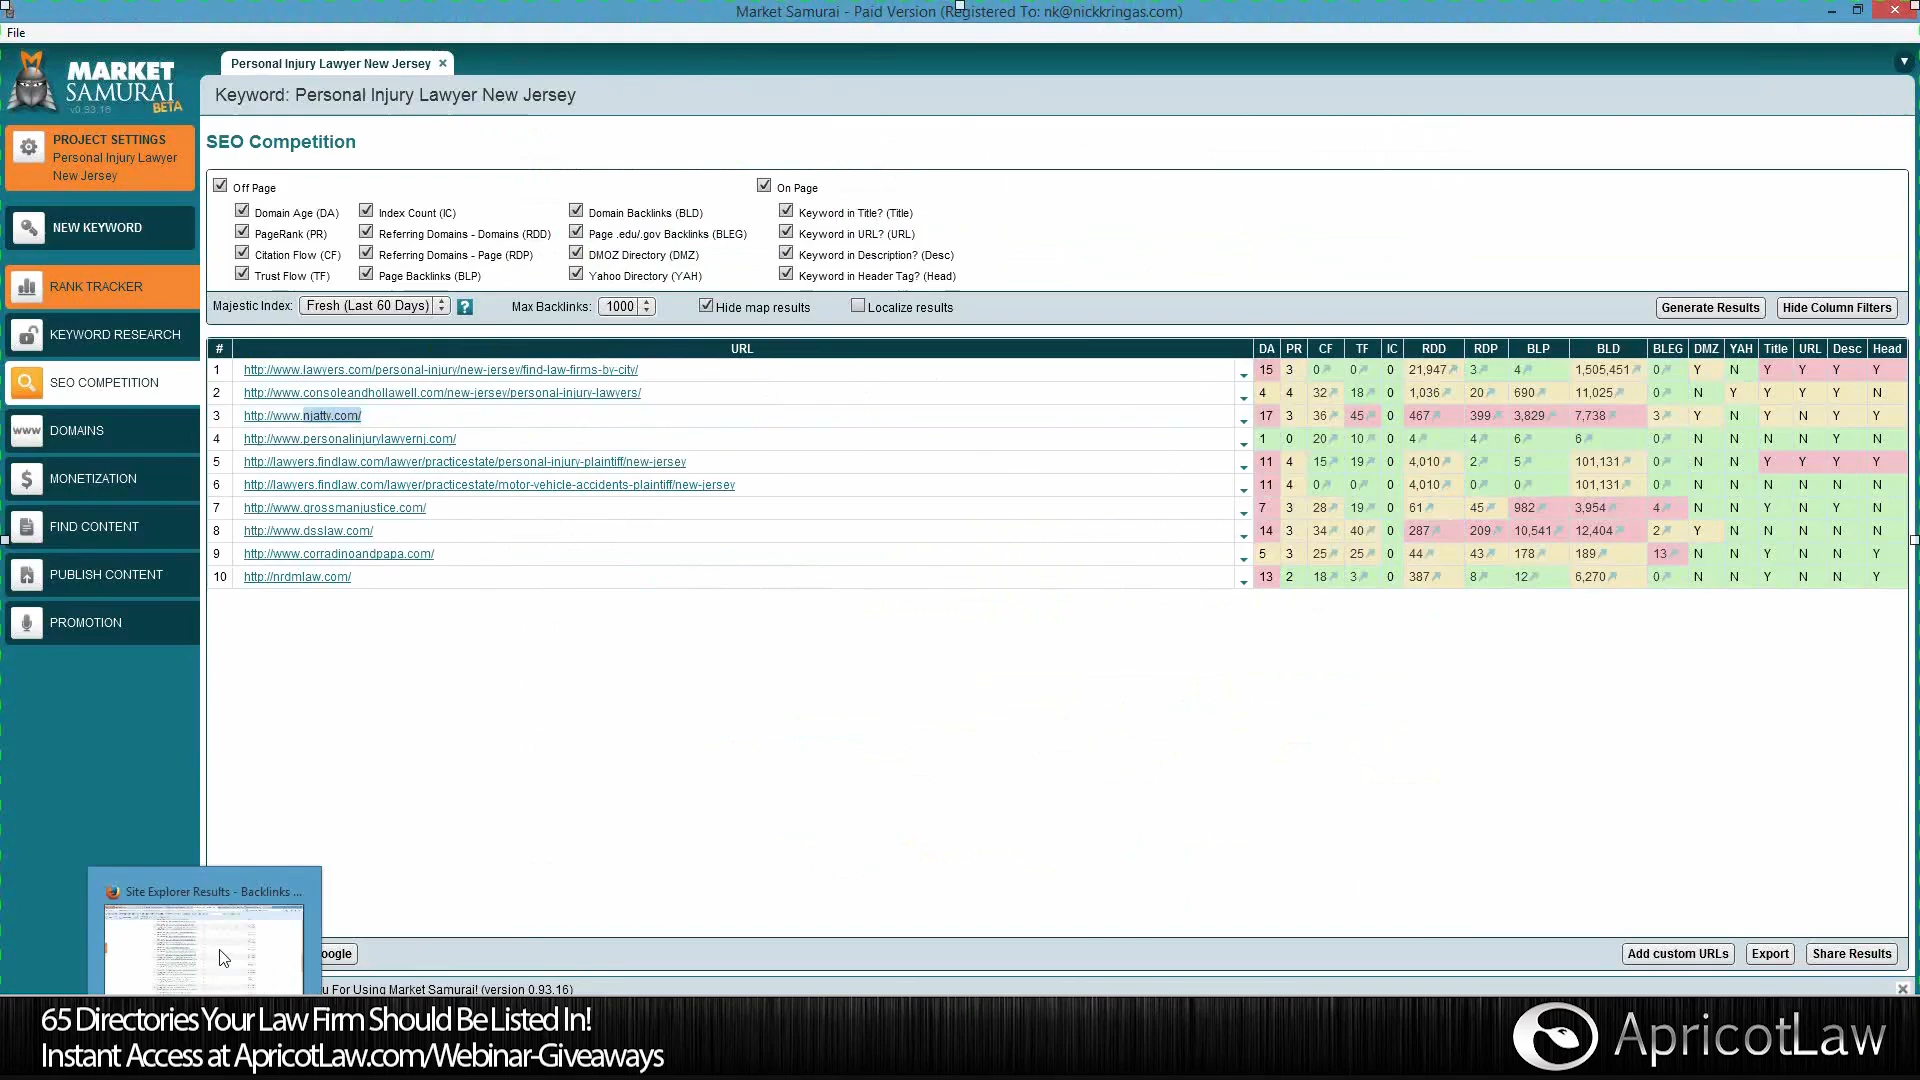 Market Samurai - Paid Version (Registered To: nk@nickkringas.com)
File
MARKET SAMURAI BETA
v0.93.16
Personal Injury Lawyer New Jersey
Keyword: Personal Injury Lawyer New Jersey
PROJECT SETTINGS
Personal Injury Lawyer
New Jersey
NEW KEYWORD
RANK TRACKER
KEYWORD RESEARCH
SEO COMPETITION
www DOMAINS
$ MONETIZATION
FIND CONTENT
PUBLISH CONTENT
PROMOTION
SEO Competition
Off Page On Page
Domain Age (DA) Index Count (IC) Domain Backlinks (BLD) Keyword in Title? (Title)
PageRank (PR) Referring Domains - Domains (RDD) Page .edu/.gov Backlinks (BLEG) Keyword in URL? (URL)
Citation Flow (CF) Referring Domains - Page (RDP) DMOZ Directory (DMZ) Keyword in Description? (Desc)
Trust Flow (TF) Page Backlinks (BLP) Yahoo Directory (YAH) Keyword in Header Tag? (Head)
Majestic Index: Fresh (Last 60 Days) ? Max Backlinks: 1000 Hide map results Localize results Generate Results Hide Column Filters
# URL DA PR CF TF IC RDD RDP BLP BLD BLEG DMZ YAH Title URL Desc Head
1 http://www.lawyers.com/personal-injury/new-jersey/find-law-firms-by-city/ 15 3 0 0 0 21,947 3 4 1,505,451 0 Y N Y Y Y Y
2 http://www.consoleandhollawell.com/new-jersey/personal-injury-lawyers/ 4 4 32 18 0 1,036 20 690 11,025 0 N Y Y Y Y N
3 http://www.njatty.com/ 17 3 36 45 0 467 399 3,829 7,738 3 Y N Y N Y Y
4 http://www.personalinjurylawyernj.com/ 1 0 20 10 0 4 4 6 6 0 N N N N Y N
5 http://lawyers.findlaw.com/lawyer/practicestate/personal-injury-plaintiff/new-jersey 11 4 15 19 0 4,010 2 5 101,131 0 N N Y Y Y Y
6 http://lawyers.findlaw.com/lawyer/practicestate/motor-vehicle-accidents-plaintiff/new-jersey 11 4 0 0 0 4,010 0 0 101,131 0 N N N N N N
7 http://www.grossmanjustice.com/ 7 3 28 19 0 61 45 982 3,954 4 N N Y N Y Y
8 http://www.dsslaw.com/ 14 3 34 40 0 287 209 10,541 12,404 2 Y N N N N N
9 http://www.corradinoandpapa.com/ 5 3 25 25 0 44 43 178 189 13 N N Y N N Y
10 http://nrdmlaw.com/ 13 2 18 3 0 387 8 12 6,270 0 N N Y N N Y
Site Explorer Results - Backlinks ...
oogle Add custom URLs Export Share Results
u For Using Market Samurai! (version 0.93.16)
65 Directories Your Law Firm Should Be Listed In!
Instant Access at ApricotLaw.com/Webinar-Giveaways
ApricotLaw